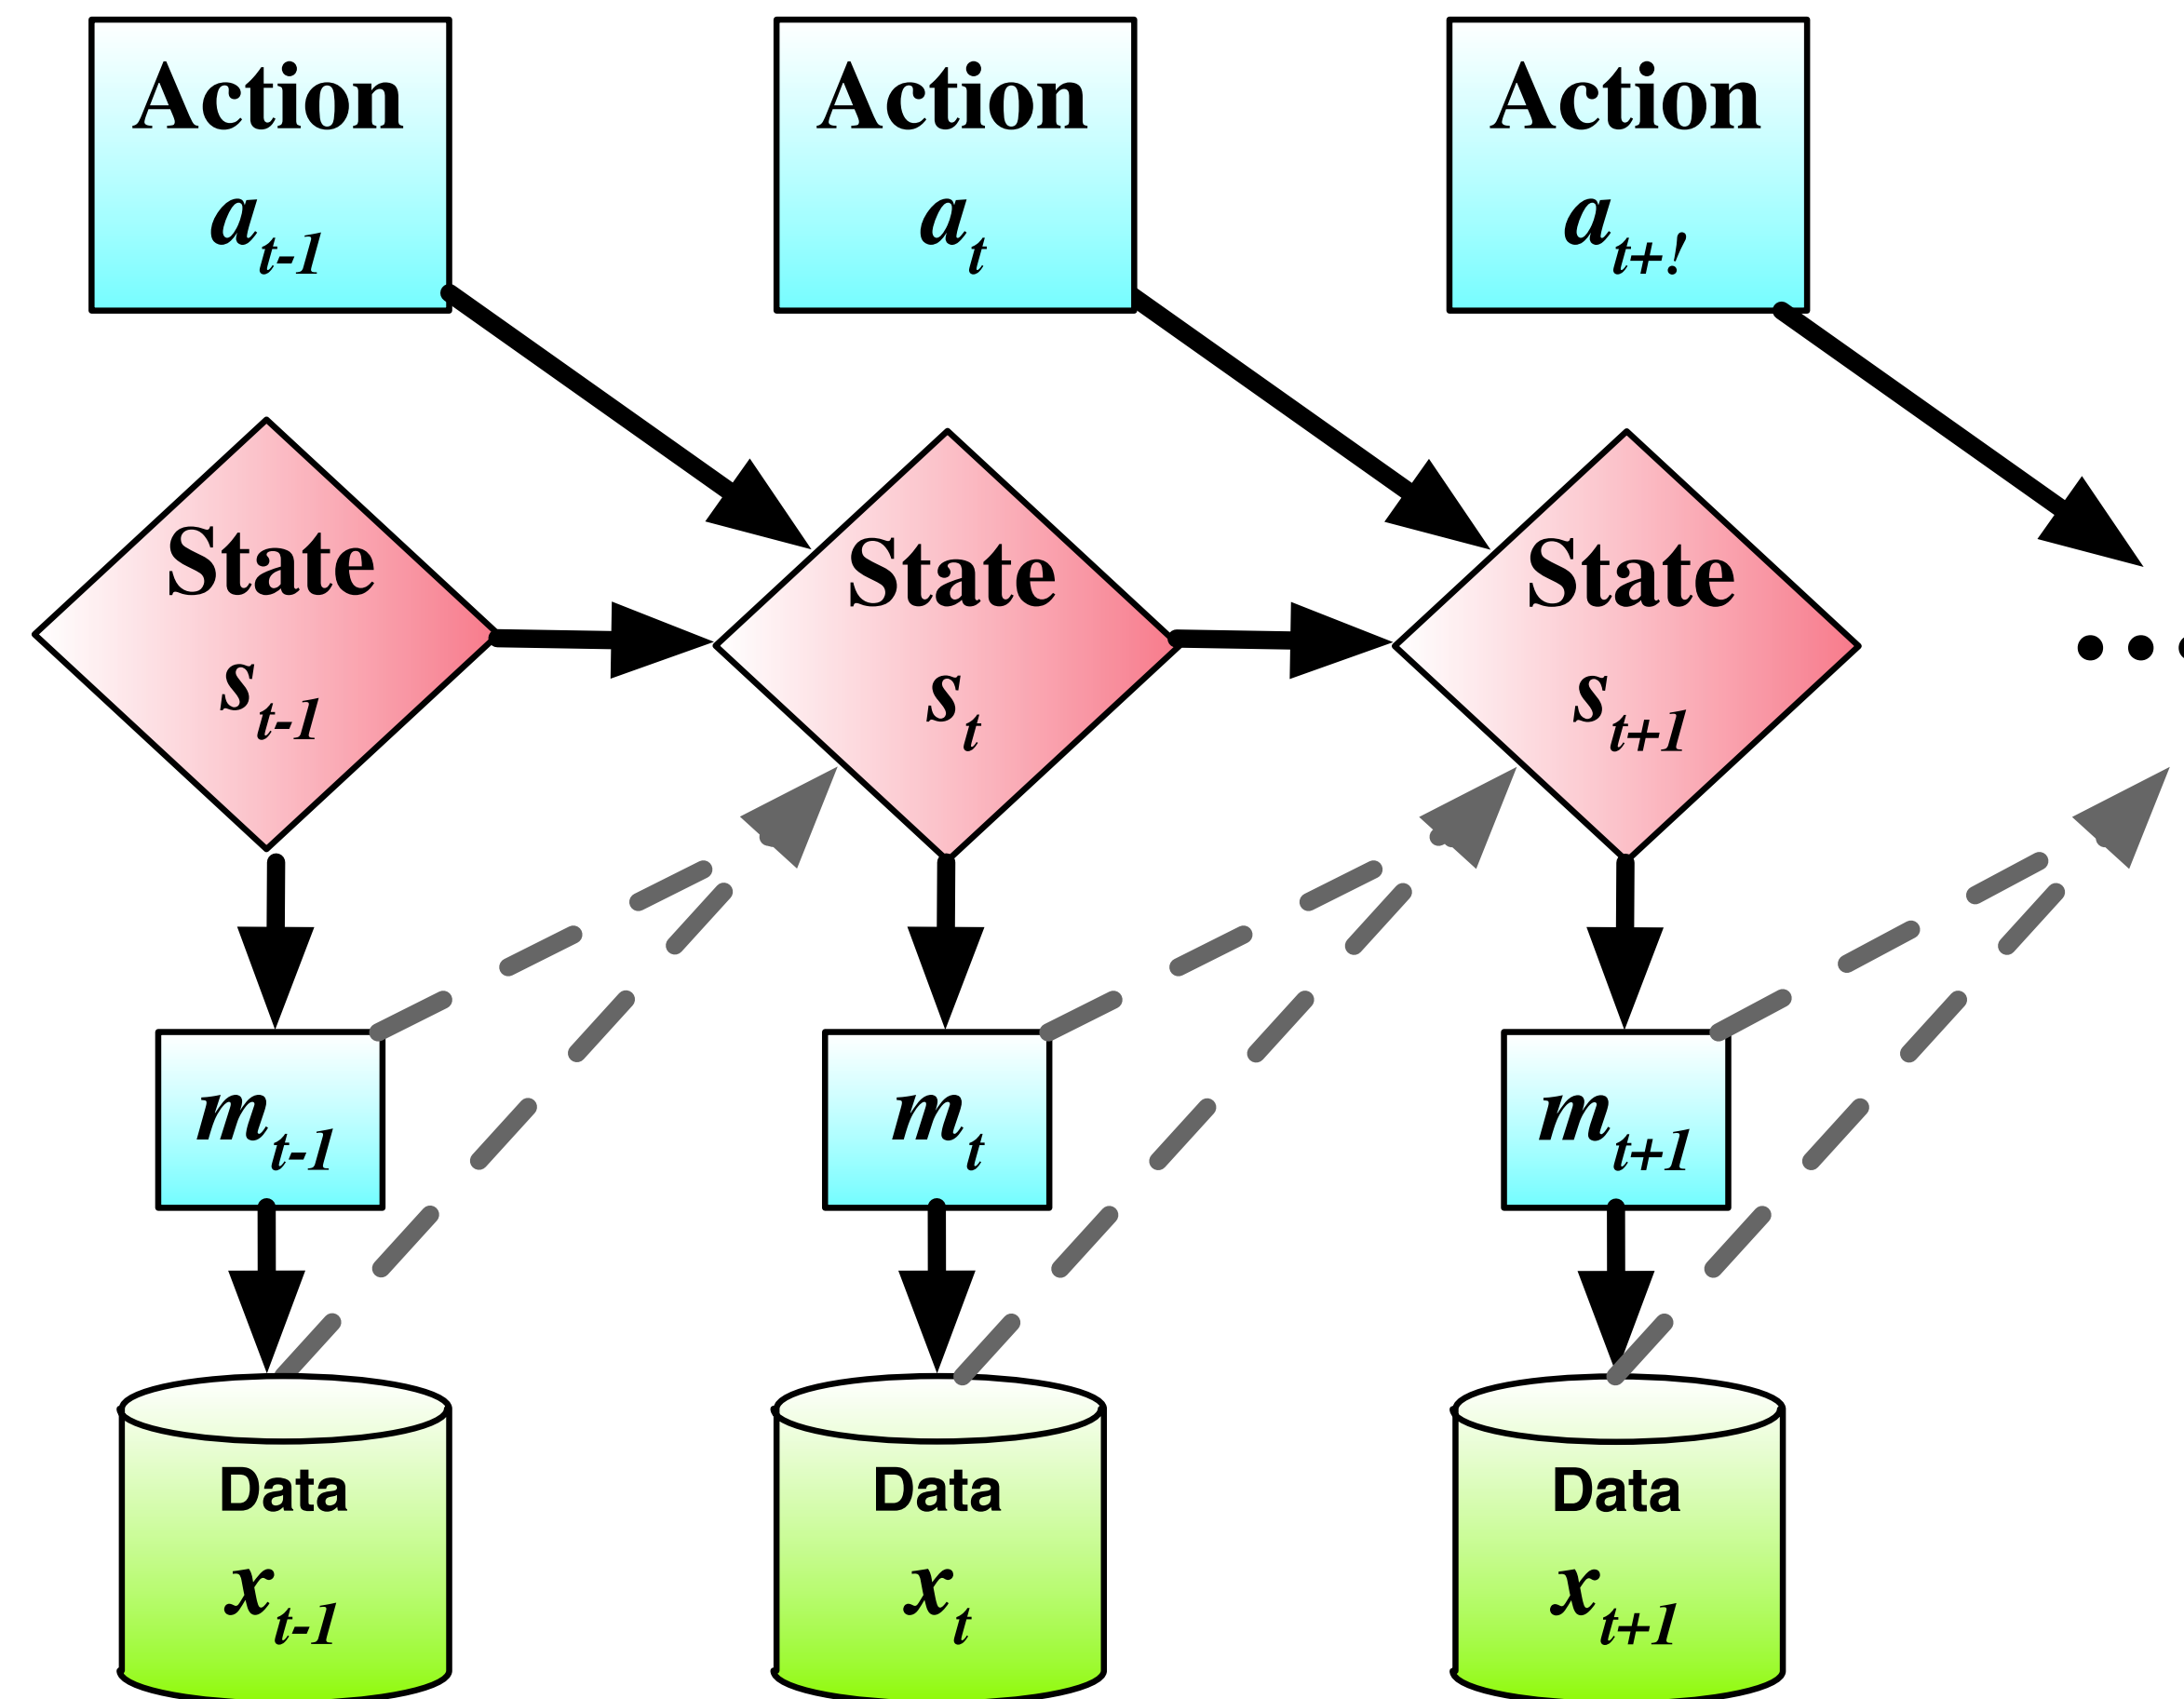 Action Action Action
a t-1 a t a t+!
State State State
s t-1 s t s t+1
...
m t-1 m t m t+1
Data Data Data
x t-1 x t x t+1